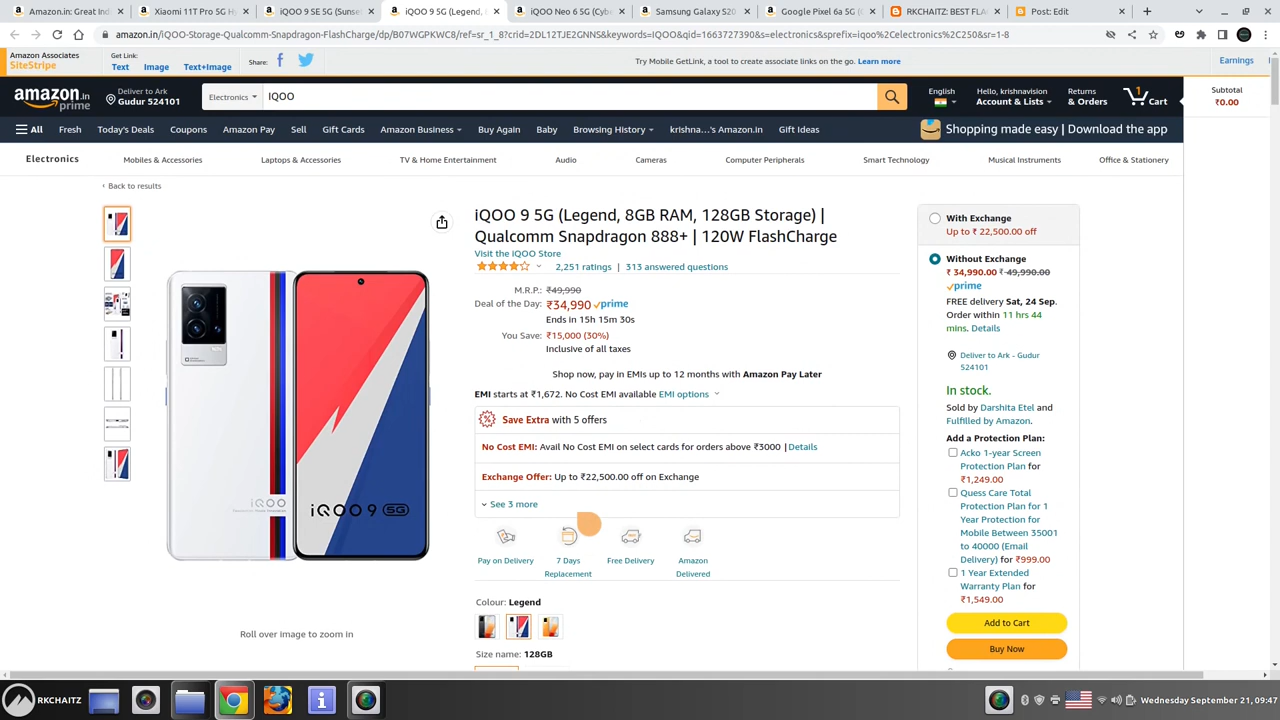 Amazon.in: Quant
Xiaomi 11T Pro 5G Hy
iQOO 9 SE 5G (Sunset
iQOO 9 5G (Legend,
iQOO Neo 6 5G (Cybe
Samsung Galaxy S20
Google Pixel 6a 5G (C
RKCHAITZ: BEST FLA
Post: Edit
amazon.in/iQOO-Storage-Qualcomm-Snapdragon-FlashCharge/dp/B07WGPKWC8/ref=sr_1_8?crid=2DL12TJE2GNNS&keywords=IQOO&qid=1663727390&s=electronics&sprefix=iqoo%2Celectronics%2C250&sr=1-8
Amazon Associates
SiteStripe
Get Link:
Text
Image
Text+Image
Share:
Try Mobile GetLink, a tool to create associate links on the go. Learn more
Earnings
amazon prime
Deliver to Ark
Gudur 524101
Electronics
IQOO
English
Hello, krishnavision
Account & Lists
Returns
& Orders
1
Cart
Subtotal
₹0.00
All
Fresh
Today's Deals
Coupons
Amazon Pay
Sell
Gift Cards
Amazon Business
Buy Again
Baby
Browsing History
krishna...'s Amazon.in
Gift Ideas
Shopping made easy | Download the app
Electronics
Mobiles & Accessories
Laptops & Accessories
TV & Home Entertainment
Audio
Cameras
Computer Peripherals
Smart Technology
Musical Instruments
Office & Stationery
‹ Back to results
iQOO 9 5G (Legend, 8GB RAM, 128GB Storage) |
Qualcomm Snapdragon 888+ | 120W FlashCharge
Visit the iQOO Store
2,251 ratings | 313 answered questions
M.R.P.: ₹49,990
Deal of the Day: ₹34,990 prime
Ends in 15h 15m 30s
You Save: ₹15,000 (30%)
Inclusive of all taxes
Shop now, pay in EMIs up to 12 months with Amazon Pay Later
EMI starts at ₹1,672. No Cost EMI available EMI options
Save Extra with 5 offers
No Cost EMI: Avail No Cost EMI on select cards for orders above ₹3000 | Details
Exchange Offer: Up to ₹22,500.00 off on Exchange
See 3 more
Pay on Delivery
7 Days
Replacement
Free Delivery
Amazon
Delivered
Colour: Legend
Size name: 128GB
iQOO
iQOO 9 5G
Roll over image to zoom in
With Exchange
Up to ₹ 22,500.00 off
Without Exchange
₹ 34,990.00 ₹ 49,990.00
prime
FREE delivery Sat, 24 Sep.
Order within 11 hrs 44
mins. Details
Deliver to Ark - Gudur
524101
In stock.
Sold by Darshita Etel and
Fulfilled by Amazon.
Add a Protection Plan:
Acko 1-year Screen
Protection Plan for
₹1,249.00
Quess Care Total
Protection Plan for 1
Year Protection for
Mobile Between 35001
to 40000 (Email
Delivery) for ₹999.00
1 Year Extended
Warranty Plan for
₹1,549.00
Add to Cart
Buy Now
RKCHAITZ
Wednesday September 21, 09:47